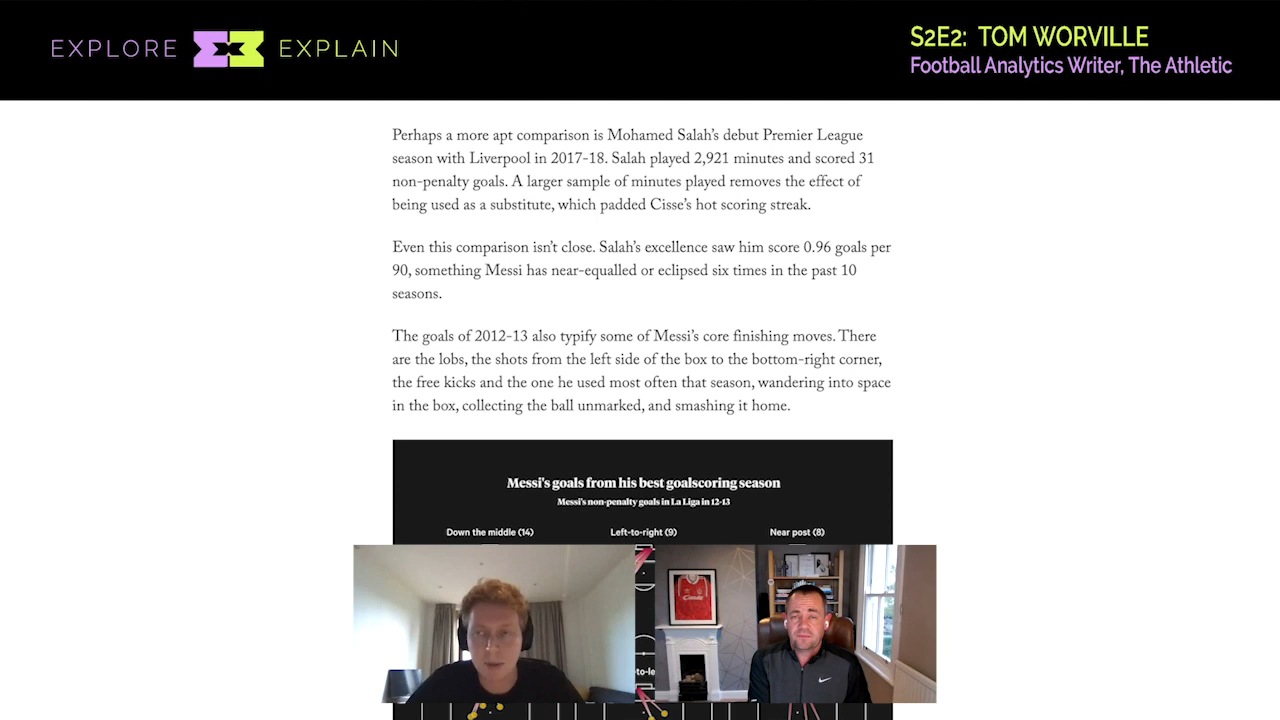 EXPLORE EXPLAIN
S2E2: TOM WORVILLE
Football Analytics Writer, The Athletic
Perhaps a more apt comparison is Mohamed Salah's debut Premier League
season with Liverpool in 2017-18. Salah played 2,921 minutes and scored 31
non-penalty goals. A larger sample of minutes played removes the effect of
being used as a substitute, which padded Cisse's hot scoring streak.
Even this comparison isn't close. Salah's excellence saw him score 0.96 goals per
90, something Messi has near-equalled or eclipsed six times in the past 10
seasons.
The goals of 2012-13 also typify some of Messi's core finishing moves. There
are the lobs, the shots from the left side of the box to the bottom-right corner,
the free kicks and the one he used most often that season, wandering into space
in the box, collecting the ball unmarked, and smashing it home.
Messi's goals from his best goalscoring season
Messi's non-penalty goals in La Liga in 12-13
Down the middle (14) Left-to-right (9) Near post (8)